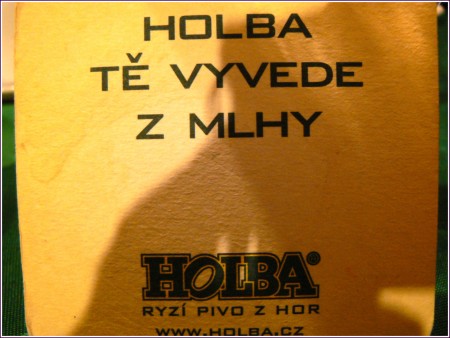 HOLBA
TĚ VYVEDE
Z MLHY
HOLBA®
RYZÍ PIVO Z HOR
WWW.HOLBA.CZ